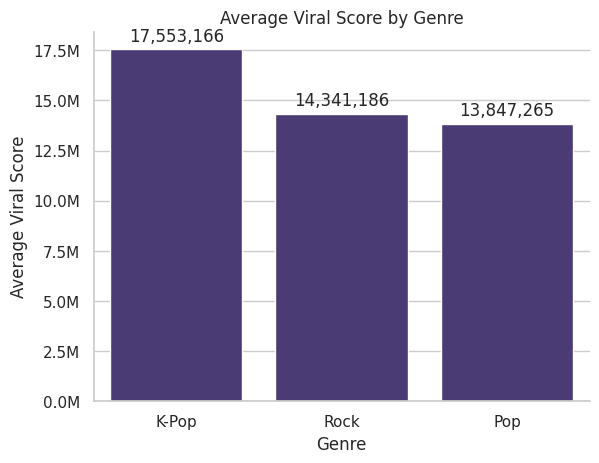 Average Viral Score by Genre
17,553,166
14,341,186
13,847,265
17.5M
15.0M
12.5M
10.0M
7.5M
5.0M
2.5M
0.0M
Average Viral Score
K-Pop
Rock
Pop
Genre